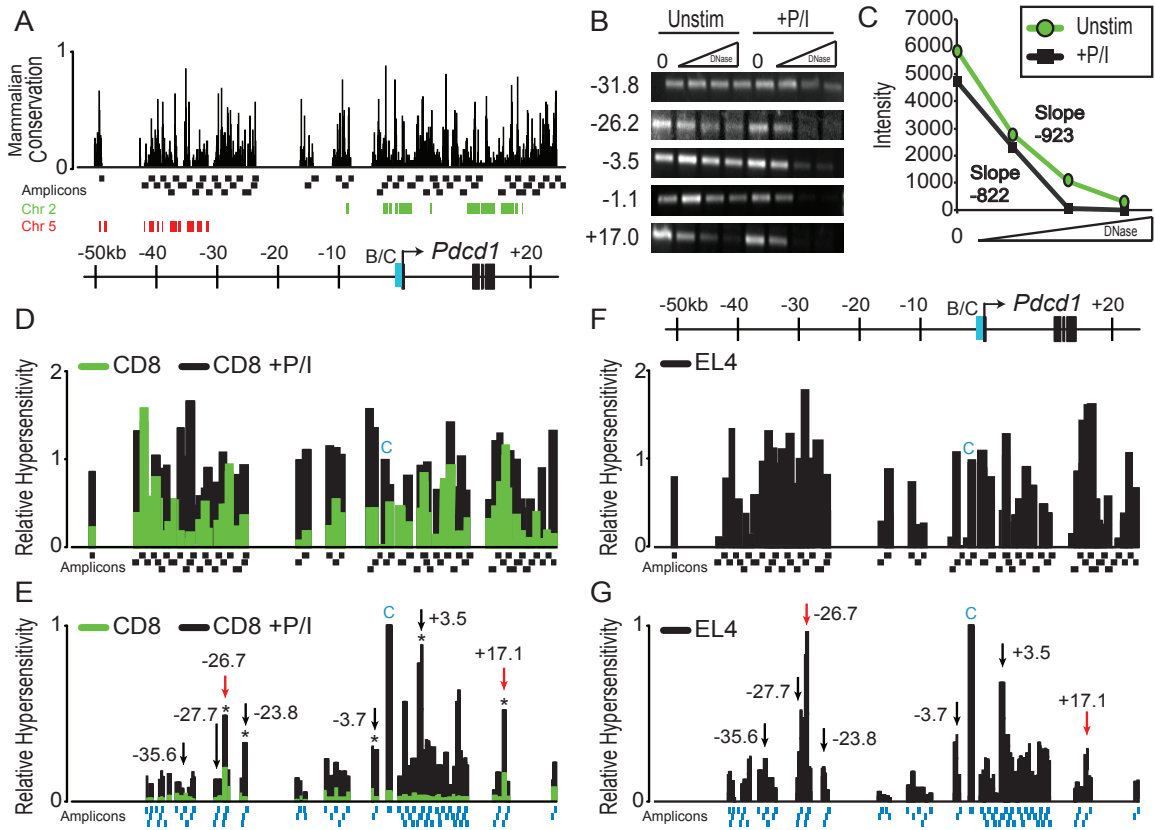 A
Mammalian
Conservation
1
0
Amplicons
Chr 2
Chr 5
-50kb -40 -30 -20 -10 B/C Pdcd1 +20
B
Unstim +P/I
0 DNase 0 DNase
-31.8
-26.2
-3.5
-1.1
+17.0
C
Intensity
7000
6000
5000
4000
3000
2000
1000
0
Unstim
+P/I
Slope
-923
Slope
-822
0 DNase
D
CD8 CD8 +P/I
Relative Hypersensitivity
2
1
0
C
Amplicons
E
CD8 CD8 +P/I
Relative Hypersensitivity
1
0
-35.6
-27.7
-26.7
*
-23.8
*
-3.7
*
C
+3.5
*
+17.1
*
Amplicons
F
-50kb -40 -30 -20 -10 B/C Pdcd1 +20
EL4
Relative Hypersensitivity
2
1
0
C
Amplicons
G
EL4
Relative Hypersensitivity
1
0
-35.6
-27.7
-26.7
-23.8
-3.7
C
+3.5
+17.1
Amplicons